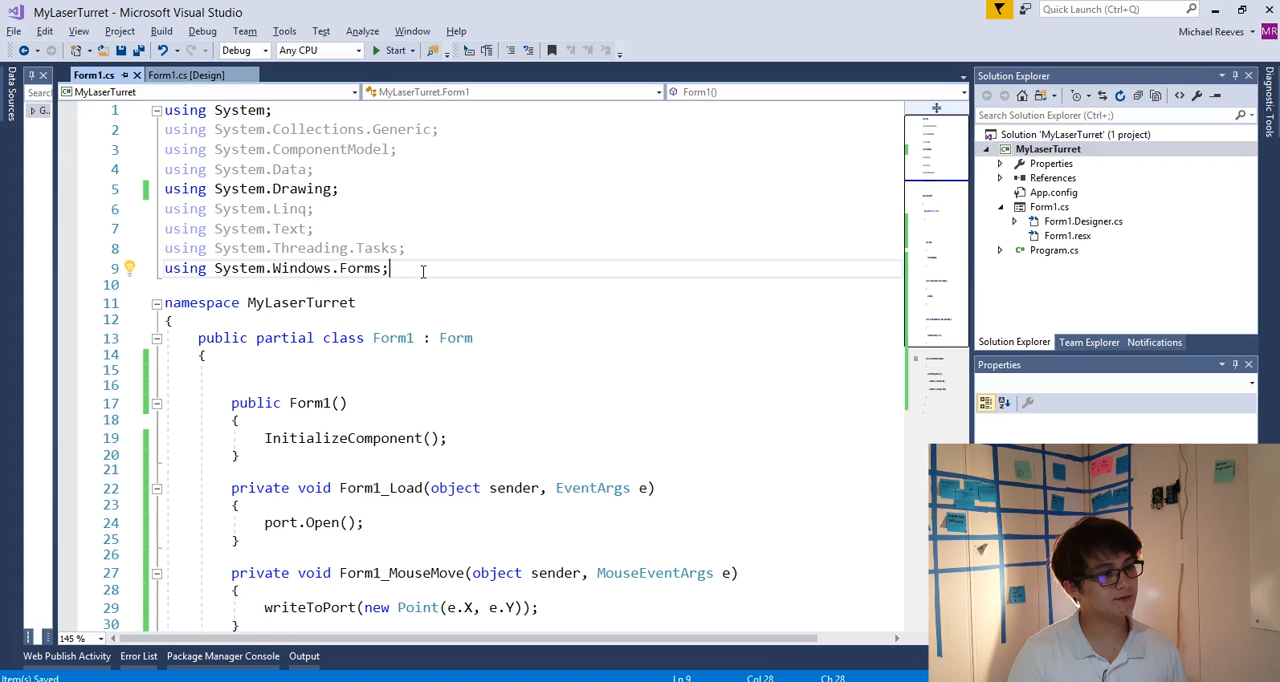 MyLaserTurret - Microsoft Visual Studio
Quick Launch (Ctrl+Q)
File Edit View Project Build Debug Team Tools Test Analyze Window Help
Michael Reeves MR
Debug Any CPU Start
Data Sources
Form1.cs Form1.cs [Design]
Searc
G..
MyLaserTurret MyLaserTurret.Form1 Form1()
1 using System;
2 using System.Collections.Generic;
3 using System.ComponentModel;
4 using System.Data;
5 using System.Drawing;
6 using System.Linq;
7 using System.Text;
8 using System.Threading.Tasks;
9 using System.Windows.Forms;
10
11 namespace MyLaserTurret
12 {
13 public partial class Form1 : Form
14 {
15
16
17 public Form1()
18 {
19 InitializeComponent();
20 }
21
22 private void Form1_Load(object sender, EventArgs e)
23 {
24 port.Open();
25 }
26
27 private void Form1_MouseMove(object sender, MouseEventArgs e)
28 {
29 writeToPort(new Point(e.X, e.Y));
30 }
145 %
Solution Explorer
Search Solution Explorer (Ctrl+;)
Solution 'MyLaserTurret' (1 project)
MyLaserTurret
Properties
References
App.config
Form1.cs
Form1.Designer.cs
Form1.resx
Program.cs
Solution Explorer Team Explorer Notifications
Properties
Diagnostic Tools
Web Publish Activity Error List Package Manager Console Output
Item(s) Saved Ln 9 Col 28 Ch 28